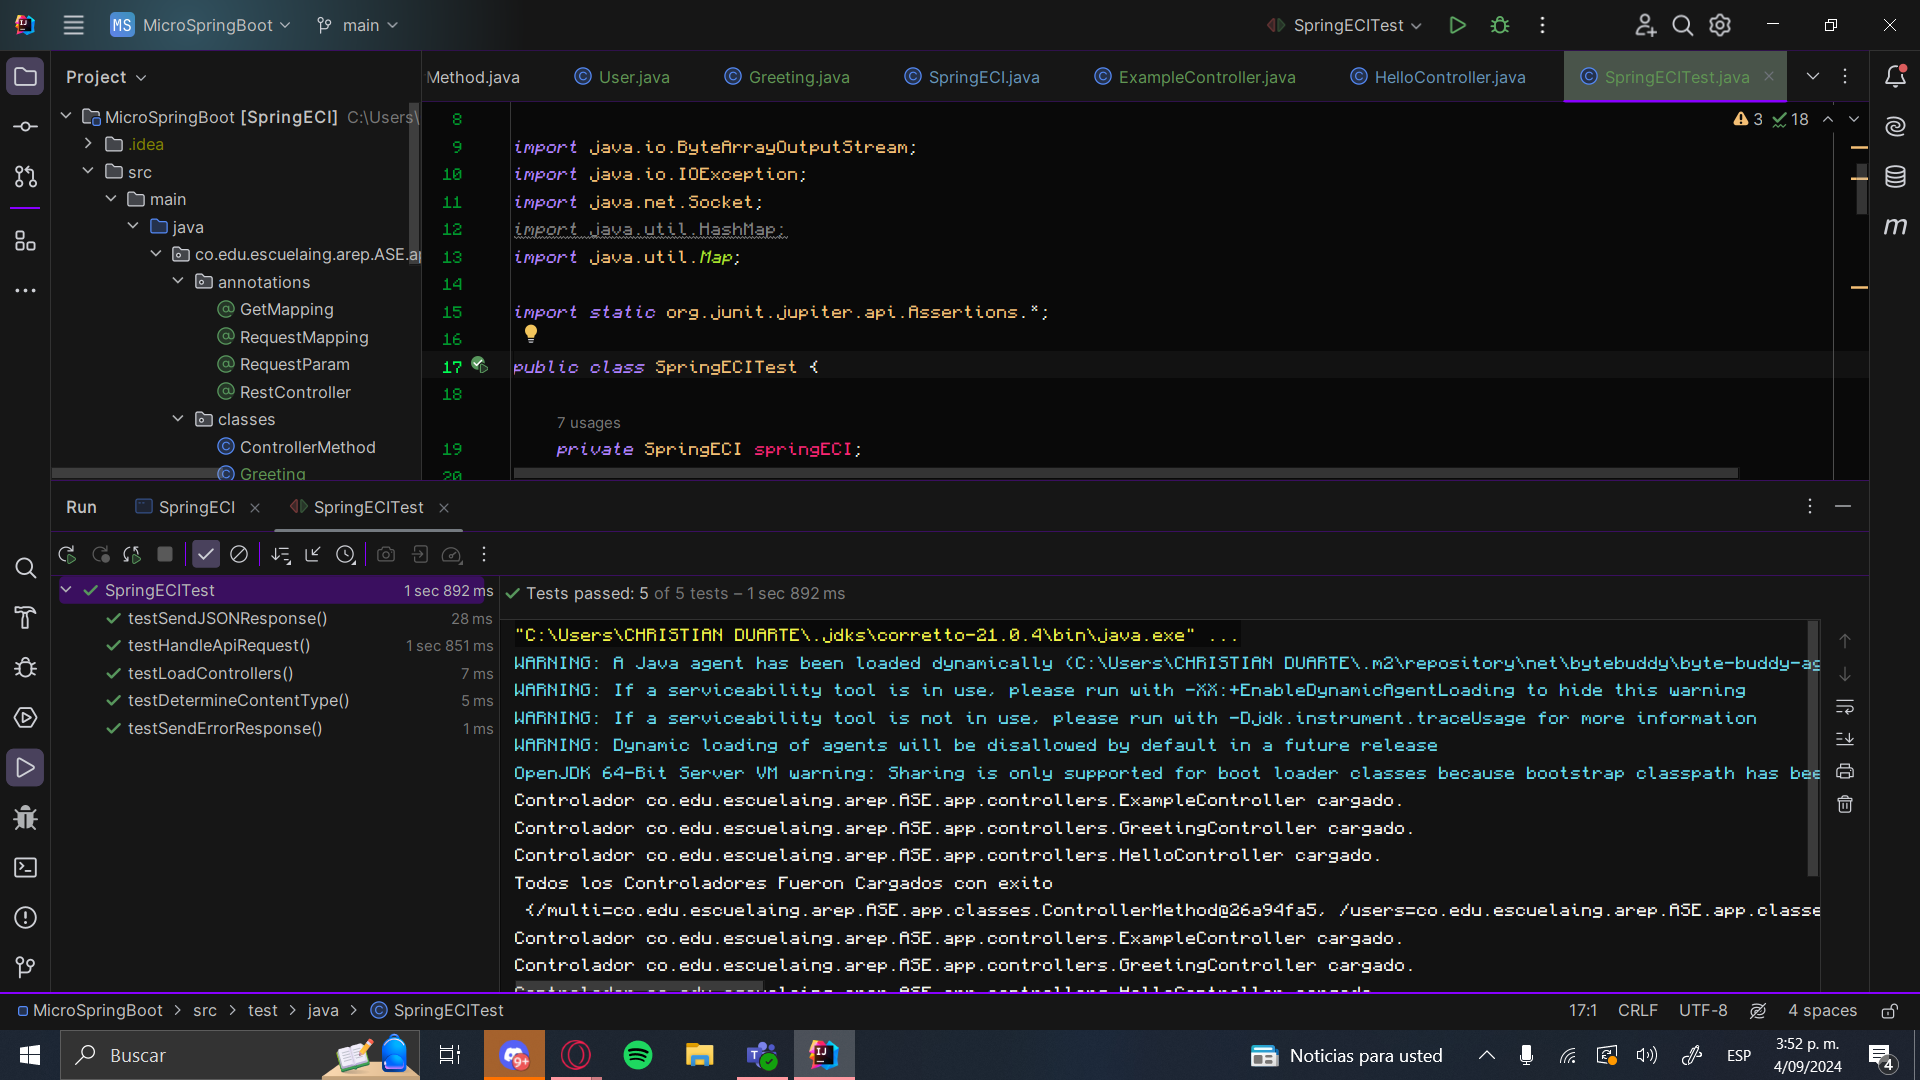 MS MicroSpringBoot main SpringECITest
Project
Method.java User.java Greeting.java SpringECI.java ExampleController.java HelloController.java SpringECITest.java
MicroSpringBoot [SpringECI] C:\Users\
.idea
src
main
java
co.edu.escuelaing.arep.ASE.ap
annotations
GetMapping
RequestMapping
RequestParam
RestController
classes
ControllerMethod
Greeting
3 18
8
9 import java.io.ByteArrayOutputStream;
10 import java.io.IOException;
11 import java.net.Socket;
12 import java.util.HashMap;
13 import java.util.Map;
14
15 import static org.junit.jupiter.api.Assertions.*;
16
17 public class SpringECITest {
18
7 usages
19 private SpringECI springECI;
20
Run SpringECI SpringECITest
SpringECITest 1 sec 892 ms
testSendJSONResponse() 28 ms
testHandleApiRequest() 1 sec 851 ms
testLoadControllers() 7 ms
testDetermineContentType() 5 ms
testSendErrorResponse() 1 ms
Tests passed: 5 of 5 tests – 1 sec 892 ms
"C:\Users\CHRISTIAN DUARTE\.jdks\corretto-21.0.4\bin\java.exe" ...
WARNING: A Java agent has been loaded dynamically (C:\Users\CHRISTIAN DUARTE\.m2\repository\net\bytebuddy\byte-buddy-ag
WARNING: If a serviceability tool is in use, please run with -XX:+EnableDynamicAgentLoading to hide this warning
WARNING: If a serviceability tool is not in use, please run with -Djdk.instrument.traceUsage for more information
WARNING: Dynamic loading of agents will be disallowed by default in a future release
OpenJDK 64-Bit Server VM warning: Sharing is only supported for boot loader classes because bootstrap classpath has bee
Controlador co.edu.escuelaing.arep.ASE.app.controllers.ExampleController cargado.
Controlador co.edu.escuelaing.arep.ASE.app.controllers.GreetingController cargado.
Controlador co.edu.escuelaing.arep.ASE.app.controllers.HelloController cargado.
Todos los Controladores Fueron Cargados con exito
{/multi=co.edu.escuelaing.arep.ASE.app.classes.ControllerMethod@26a94fa5, /users=co.edu.escuelaing.arep.ASE.app.classe
Controlador co.edu.escuelaing.arep.ASE.app.controllers.ExampleController cargado.
Controlador co.edu.escuelaing.arep.ASE.app.controllers.GreetingController cargado.
Controlador co.edu.escuelaing.arep.ASE.app.controllers.HelloController cargado.
MicroSpringBoot > src > test > java > SpringECITest 17:1 CRLF UTF-8 4 spaces
Buscar 9+ Noticias para usted ESP 3:52 p. m.
4/09/2024 4